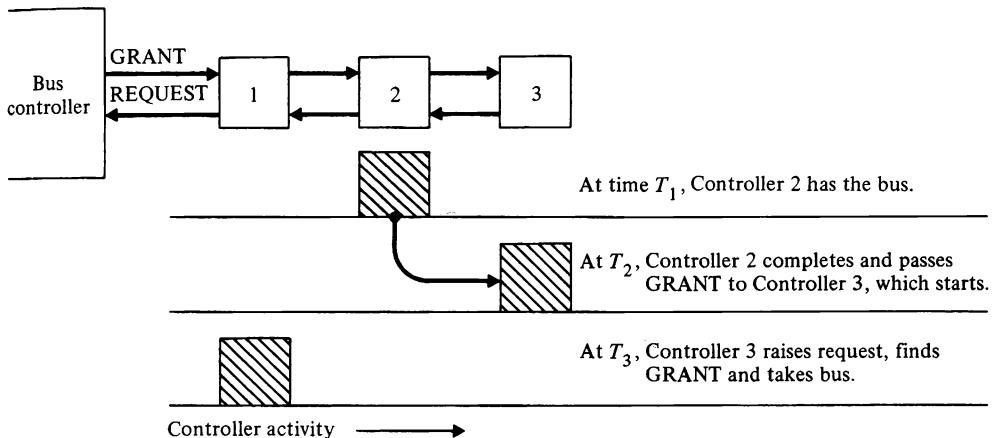 GRANT
Bus
controller
REQUEST
1
2
3
At time T₁, Controller 2 has the bus.
At T₂, Controller 2 completes and passes
GRANT to Controller 3, which starts.
At T₃, Controller 3 raises request, finds
GRANT and takes bus.
Controller activity